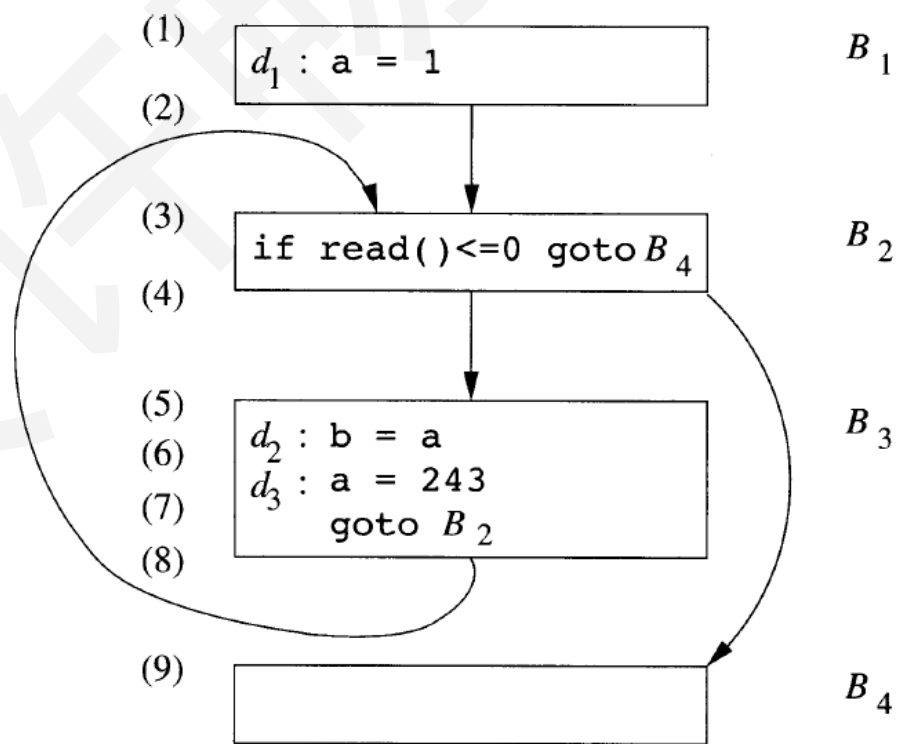 (1)
d1 : a = 1
B1
(2)
(3)
if read()<=0 goto B4
B2
(4)
(5)
d2 : b = a
B3
(6)
d3 : a = 243
(7)
goto B2
(8)
(9)
B4